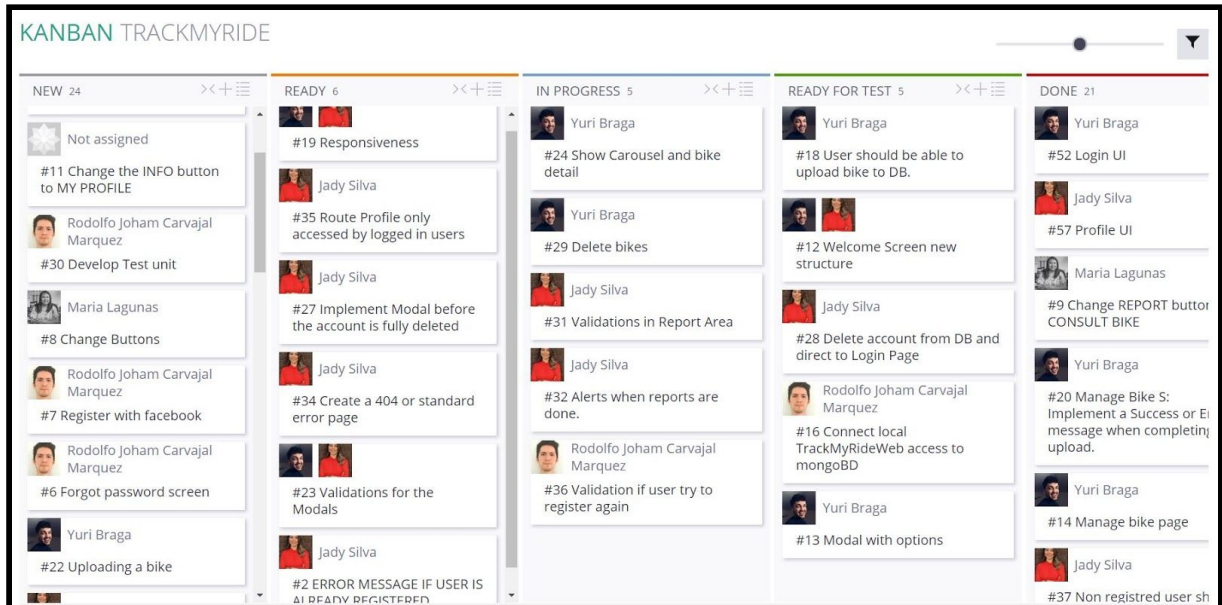 KANBAN TRACKMYRIDE
NEW 24
Not assigned
#11 Change the INFO button
to MY PROFILE
Rodolfo Joham Carvajal
Marquez
#30 Develop Test unit
Maria Lagunas
#8 Change Buttons
Rodolfo Joham Carvajal
Marquez
#7 Register with facebook
Rodolfo Joham Carvajal
Marquez
#6 Forgot password screen
Yuri Braga
#22 Uploading a bike
READY 6
#19 Responsiveness
Jady Silva
#35 Route Profile only
accessed by logged in users
Jady Silva
#27 Implement Modal before
the account is fully deleted
Jady Silva
#34 Create a 404 or standard
error page
#23 Validations for the
Modals
Jady Silva
#2 ERROR MESSAGE IF USER IS
ALREADY REGISTERED
IN PROGRESS 5
Yuri Braga
#24 Show Carousel and bike
detail
Yuri Braga
#29 Delete bikes
Jady Silva
#31 Validations in Report Area
Jady Silva
#32 Alerts when reports are
done.
Rodolfo Joham Carvajal
Marquez
#36 Validation if user try to
register again
READY FOR TEST 5
Yuri Braga
#18 User should be able to
upload bike to DB.
#12 Welcome Screen new
structure
Jady Silva
#28 Delete account from DB and
direct to Login Page
Rodolfo Joham Carvajal
Marquez
#16 Connect local
TrackMyRideWeb access to
mongoBD
Yuri Braga
#13 Modal with options
DONE 21
Yuri Braga
#52 Login UI
Jady Silva
#57 Profile UI
Maria Lagunas
#9 Change REPORT button
CONSULT BIKE
Yuri Braga
#20 Manage Bike S:
Implement a Success or
message when completing
upload.
Yuri Braga
#14 Manage bike page
Jady Silva
#37 Non registred user